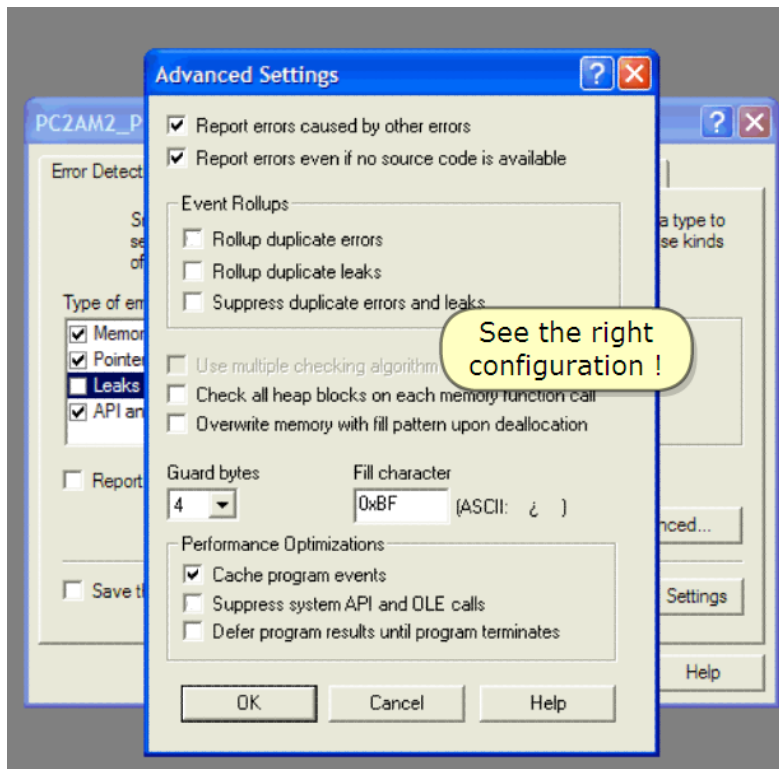 Advanced Settings
PC2AM2_P
Report errors caused by other errors
Report errors even if no source code is available
Error Detect
Event Rollups
a type to
se
se kinds
Rollup duplicate errors
of
Rollup duplicate leaks
Type of em
Suppress duplicate errors and leaks
See the right
configuration !
Memor
Pointe
Use multiple checking algorithm
Leaks
Check all heap blocks on each memory function call
API an
Overwrite memory with fill pattern upon deallocation
Guard bytes
Fill character
Report
4
0xBF
(ASCII: ¿ )
nced...
Performance Optimizations
Cache program events
Save th
Suppress system API and OLE calls
Settings
Defer program results until program terminates
Help
OK
Cancel
Help